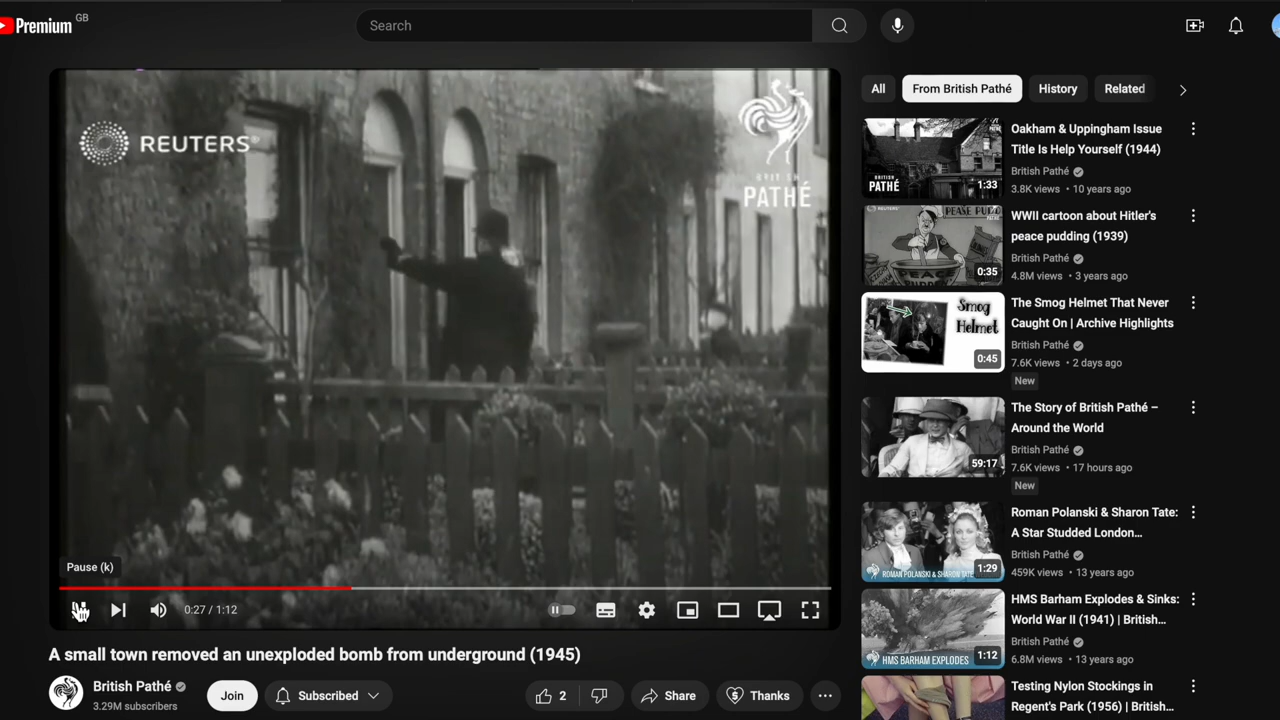 Premium GB
Search
REUTERS
BRITISH
PATHÉ
Pause (k)
0:27 / 1:12
A small town removed an unexploded bomb from underground (1945)
British Pathé
3.29M subscribers
Join
Subscribed
2
Share
Thanks
All
From British Pathé
History
Related
BRITISH
PATHÉ
1:33
Oakham & Uppingham Issue
Title Is Help Yourself (1944)
British Pathé
3.8K views • 10 years ago
REUTERS
PEASE PUDG
PEACE
0:35
WWII cartoon about Hitler's
peace pudding (1939)
British Pathé
4.8M views • 3 years ago
Smog
Helmet
0:45
The Smog Helmet That Never
Caught On | Archive Highlights
British Pathé
7.6K views • 2 days ago
New
59:17
The Story of British Pathé –
Around the World
British Pathé
7.6K views • 17 hours ago
New
ROMAN POLANSKI & SHARON TATE
1:29
Roman Polanski & Sharon Tate:
A Star Studded London...
British Pathé
459K views • 13 years ago
HMS BARHAM EXPLODES
1:12
HMS Barham Explodes & Sinks:
World War II (1941) | British...
British Pathé
6.8M views • 13 years ago
Testing Nylon Stockings in
Regent's Park (1956) | British...